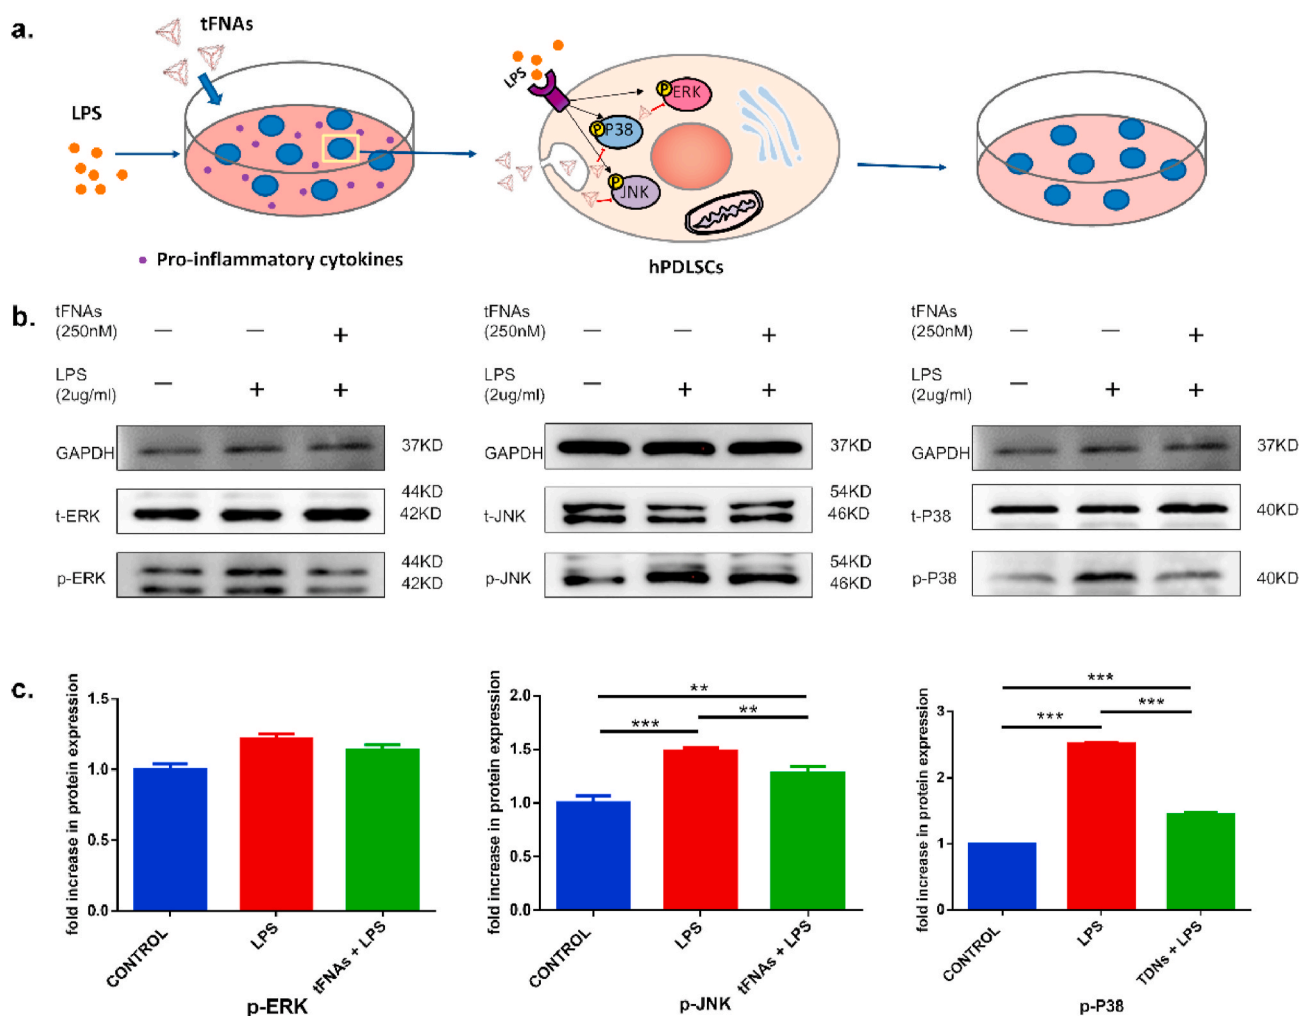 a.
tFNAs
LPS
Pro-inflammatory cytokines
LPS
P
ERK
P
P38
P
JNK
hPDLSCs
b.
tFNAs
(250nM)
— — +
LPS
(2ug/ml)
— + +
GAPDH
37KD
t-ERK
44KD
42KD
p-ERK
44KD
42KD
tFNAs
(250nM)
— — +
LPS
(2ug/ml)
— + +
GAPDH
37KD
t-JNK
54KD
46KD
p-JNK
54KD
46KD
tFNAs
(250nM)
— — +
LPS
(2ug/ml)
— + +
GAPDH
37KD
t-P38
40KD
p-P38
40KD
c.
fold increase in protein expression
1.5
1.0
0.5
0.0
CONTROL
LPS
tFNAs + LPS
p-ERK
fold increase in protein expression
2.0
1.5
1.0
0.5
0.0
**
***
**
CONTROL
LPS
tFNAs + LPS
p-JNK
fold increase in protein expression
3
2
1
0
***
***
***
CONTROL
LPS
TDNs + LPS
p-P38